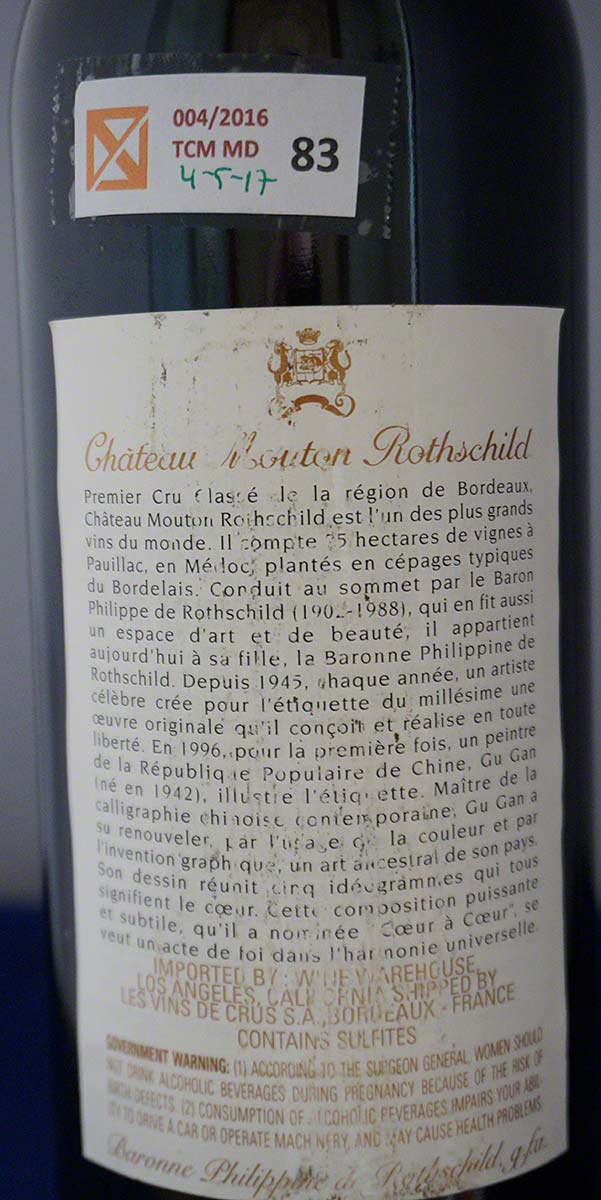 004/2016
TCM MD 83
4-5-17
Château Mouton Rothschild
Premier Cru Classé de la région de Bordeaux,
Château Mouton Rothschild est l'un des plus grands
vins du monde. Il compte 75 hectares de vignes à
Pauillac, en Médoc, plantés en cépages typiques
du Bordelais. Conduit au sommet par le Baron
Philippe de Rothschild (190 -1988), qui en fit aussi
un espace d'art et de beauté, il appartient
aujourd'hui à sa fille, la Baronne Philippine de
Rothschild. Depuis 1945, chaque année, un artiste
célèbre crée pour l'étiquette du millésime une
œuvre originale qu'il conçoit et réalise en toute
liberté. En 1996, pour la première fois, un peintre
de la République Populaire de Chine, Gu Gan
(né en 1942), illustre l'étiquette. Maître de la
calligraphie chinoise contemporaine, Gu Gan a
su renouveler, par l'usage de la couleur et par
l'invention graphique, un art ancestral de son pays.
Son dessin réunit cinq idéogrammes qui tous
signifient le cœur. Cette composition puissante
et subtile, qu'il a nommée "Cœur à Cœur", se
veut un acte de foi dans l'harmonie universelle.
IMPORTED BY: WINE WAREHOUSE,
LOS ANGELES, CALIFORNIA SHIPPED BY
LES VINS DE CRUS S.A., BORDEAUX - FRANCE
CONTAINS SULFITES
GOVERNMENT WARNING: (1) ACCORDING TO THE SURGEON GENERAL, WOMEN SHOULD
NOT DRINK ALCOHOLIC BEVERAGES DURING PREGNANCY BECAUSE OF THE RISK OF
BIRTH DEFECTS. (2) CONSUMPTION OF ALCOHOLIC BEVERAGES IMPAIRS YOUR ABIL-
ITY TO DRIVE A CAR OR OPERATE MACHINERY, AND MAY CAUSE HEALTH PROBLEMS.
Baronne Philippine de Rothschild, g.f.a.